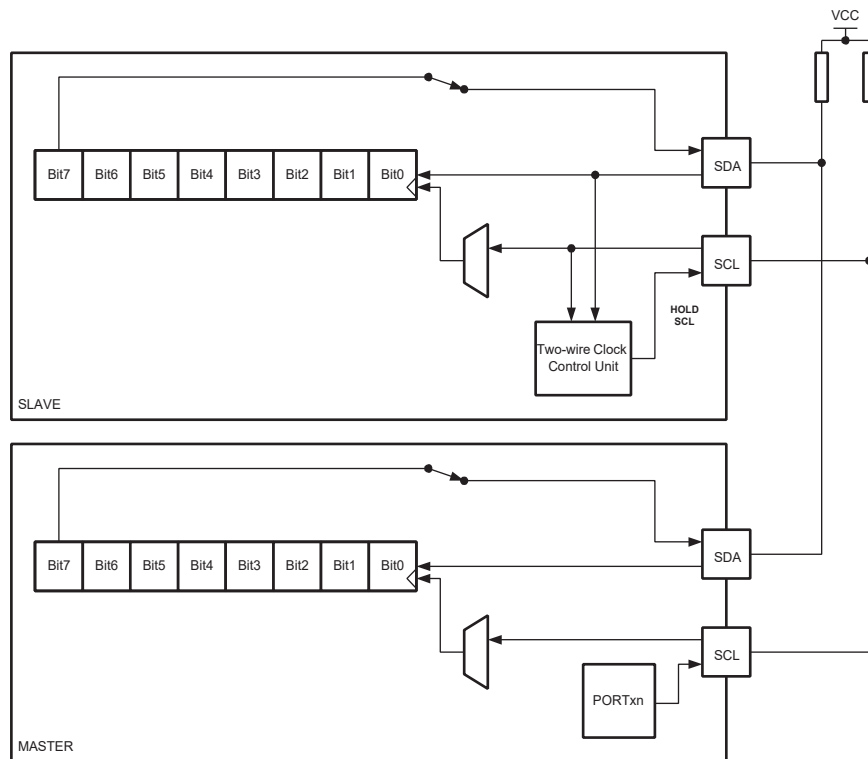 VCC
Bit7 Bit6 Bit5 Bit4 Bit3 Bit2 Bit1 Bit0
SDA
SCL
HOLD
SCL
Two-wire Clock
Control Unit
SLAVE
Bit7 Bit6 Bit5 Bit4 Bit3 Bit2 Bit1 Bit0
SDA
SCL
PORTxn
MASTER